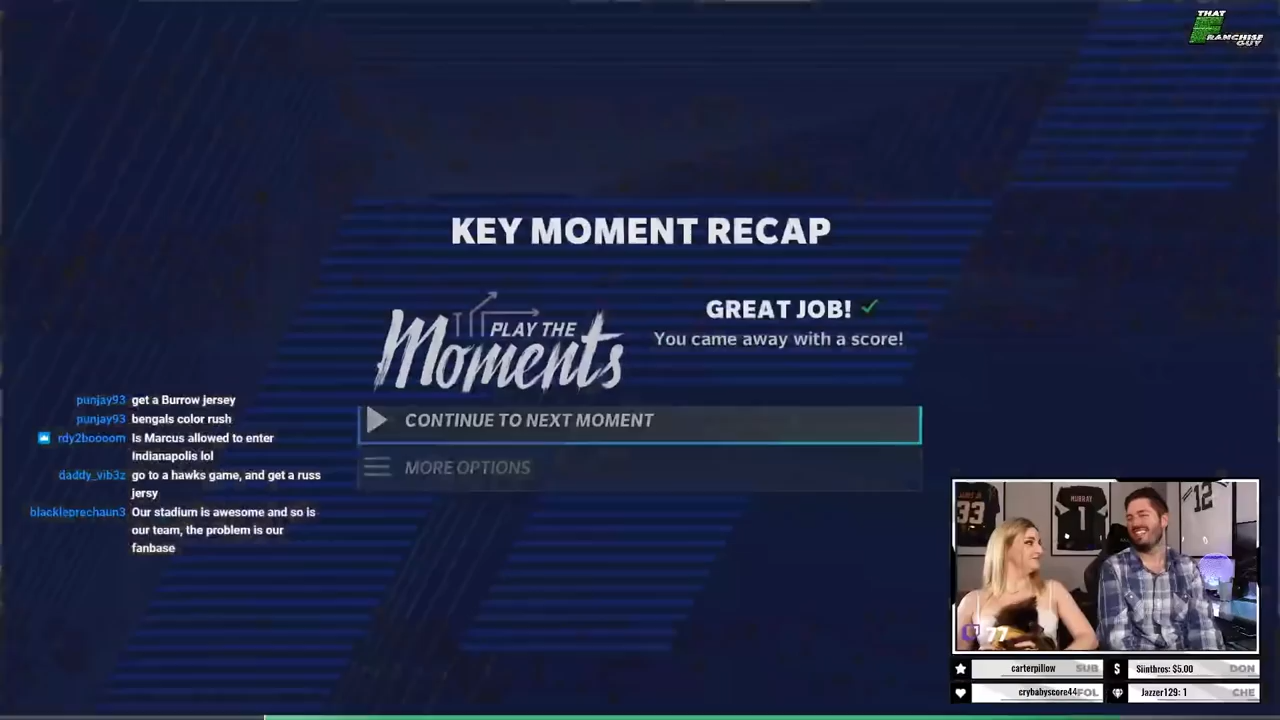 THAT
FRANCHISE
GUY
KEY MOMENT RECAP
PLAY THE
Moments
GREAT JOB!
You came away with a score!
CONTINUE TO NEXT MOMENT
MORE OPTIONS
punjay93 get a Burrow jersey
punjay93 bengals color rush
rdy2boooom Is Marcus allowed to enter
Indianapolis lol
daddy_vib3z go to a hawks game, and get a russ
jersy
blackleprechaun3 Our stadium is awesome and so is
our team, the problem is our
fanbase
33
MURRAY
1
12
77
carterpillow SUB
$ Siinthros: $5.00 DON
crybabyscore44 FOL
Jazzer129: 1 CHE